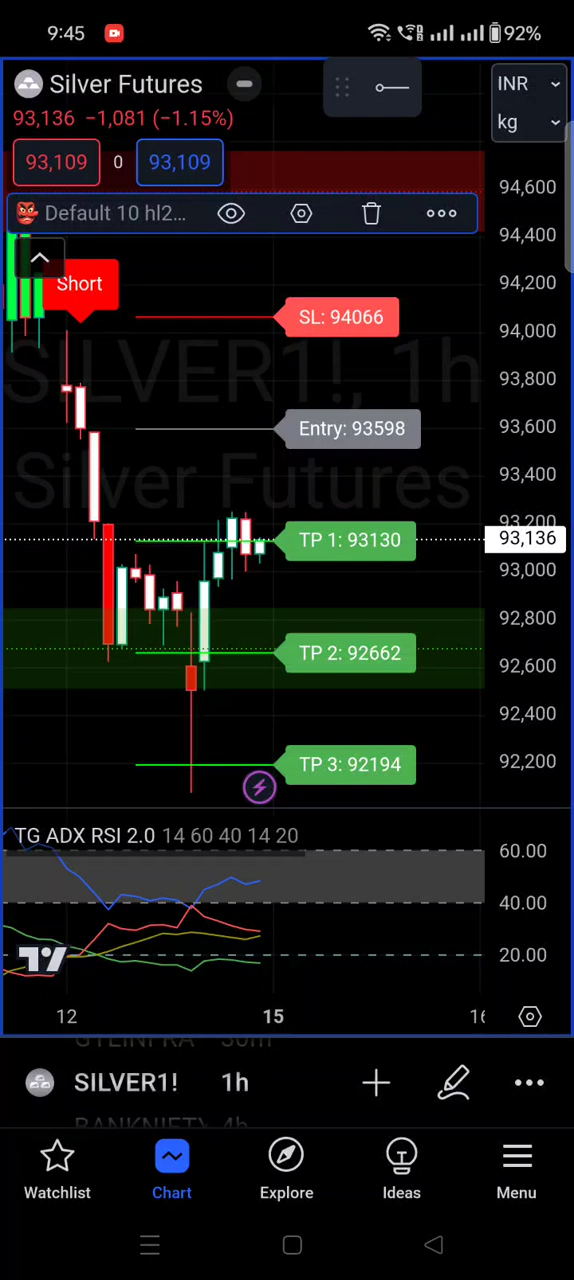 9:45
92%
Silver Futures
INR
93,136 −1,081 (−1.15%)
kg
93,109 0 93,109
94,600
Default 10 hl2...
94,400
Short
94,200
SL: 94066
94,000
SILVER1!, 1h
93,800
Entry: 93598
93,600
Silver Futures
93,400
93,200
TP 1: 93130
93,136
93,000
92,800
TP 2: 92662
92,600
92,400
TP 3: 92194
92,200
TG ADX RSI 2.0 14 60 40 14 20
60.00
40.00
20.00
12 15 16
SILVER1! 1h
BANKNIFTY 4h
Watchlist Chart Explore Ideas Menu